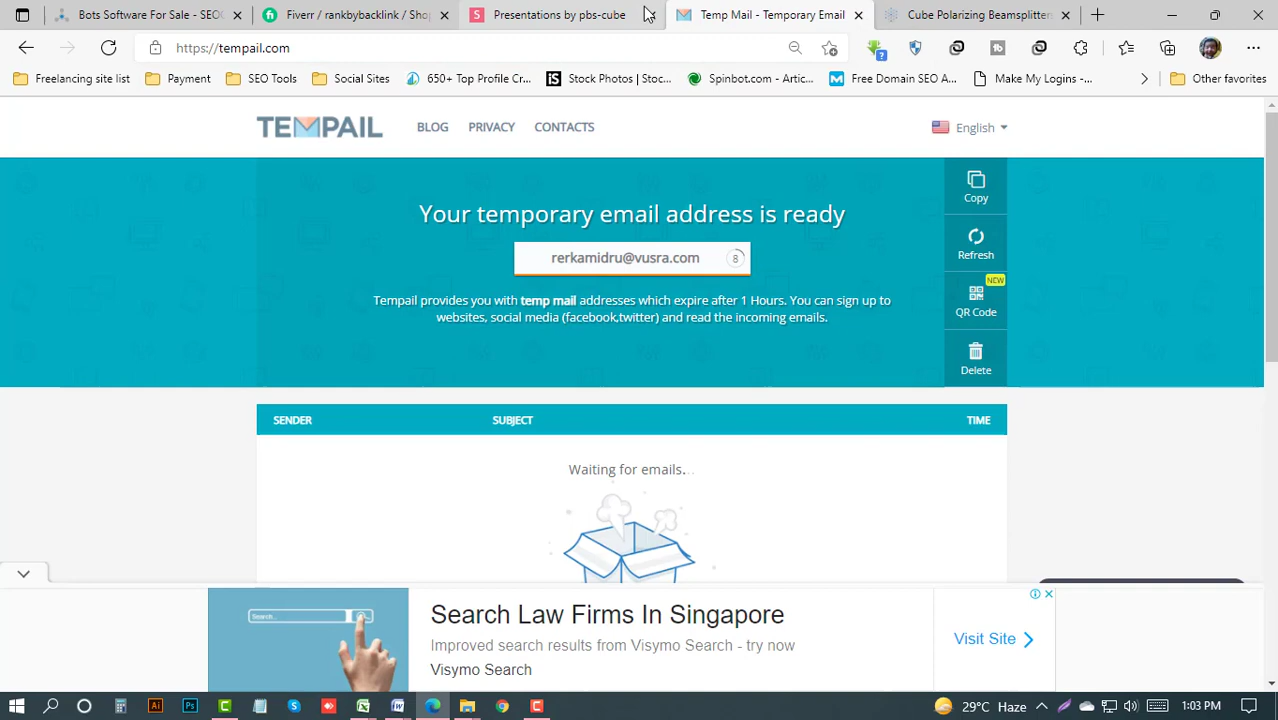 Bots Software For Sale - SEOC
Fiverr / rankbybacklink / Shop
Presentations by pbs-cube
Temp Mail - Temporary Email
Cube Polarizing Beamsplitters
https://tempail.com
Freelancing site list
Payment
SEO Tools
Social Sites
650+ Top Profile Cr...
Stock Photos | Stoc...
Spinbot.com - Artic...
Free Domain SEO A...
Make My Logins -...
Other favorites
TEMPAIL
BLOG
PRIVACY
CONTACTS
English
Your temporary email address is ready
rerkamidru@vusra.com
8
Tempail provides you with temp mail addresses which expire after 1 Hours. You can sign up to
websites, social media (facebook,twitter) and read the incoming emails.
Copy
Refresh
NEW
QR Code
Delete
SENDER
SUBJECT
TIME
Waiting for emails...
Search...
Search Law Firms In Singapore
Improved search results from Visymo Search - try now
Visymo Search
Visit Site
29°C Haze
1:03 PM